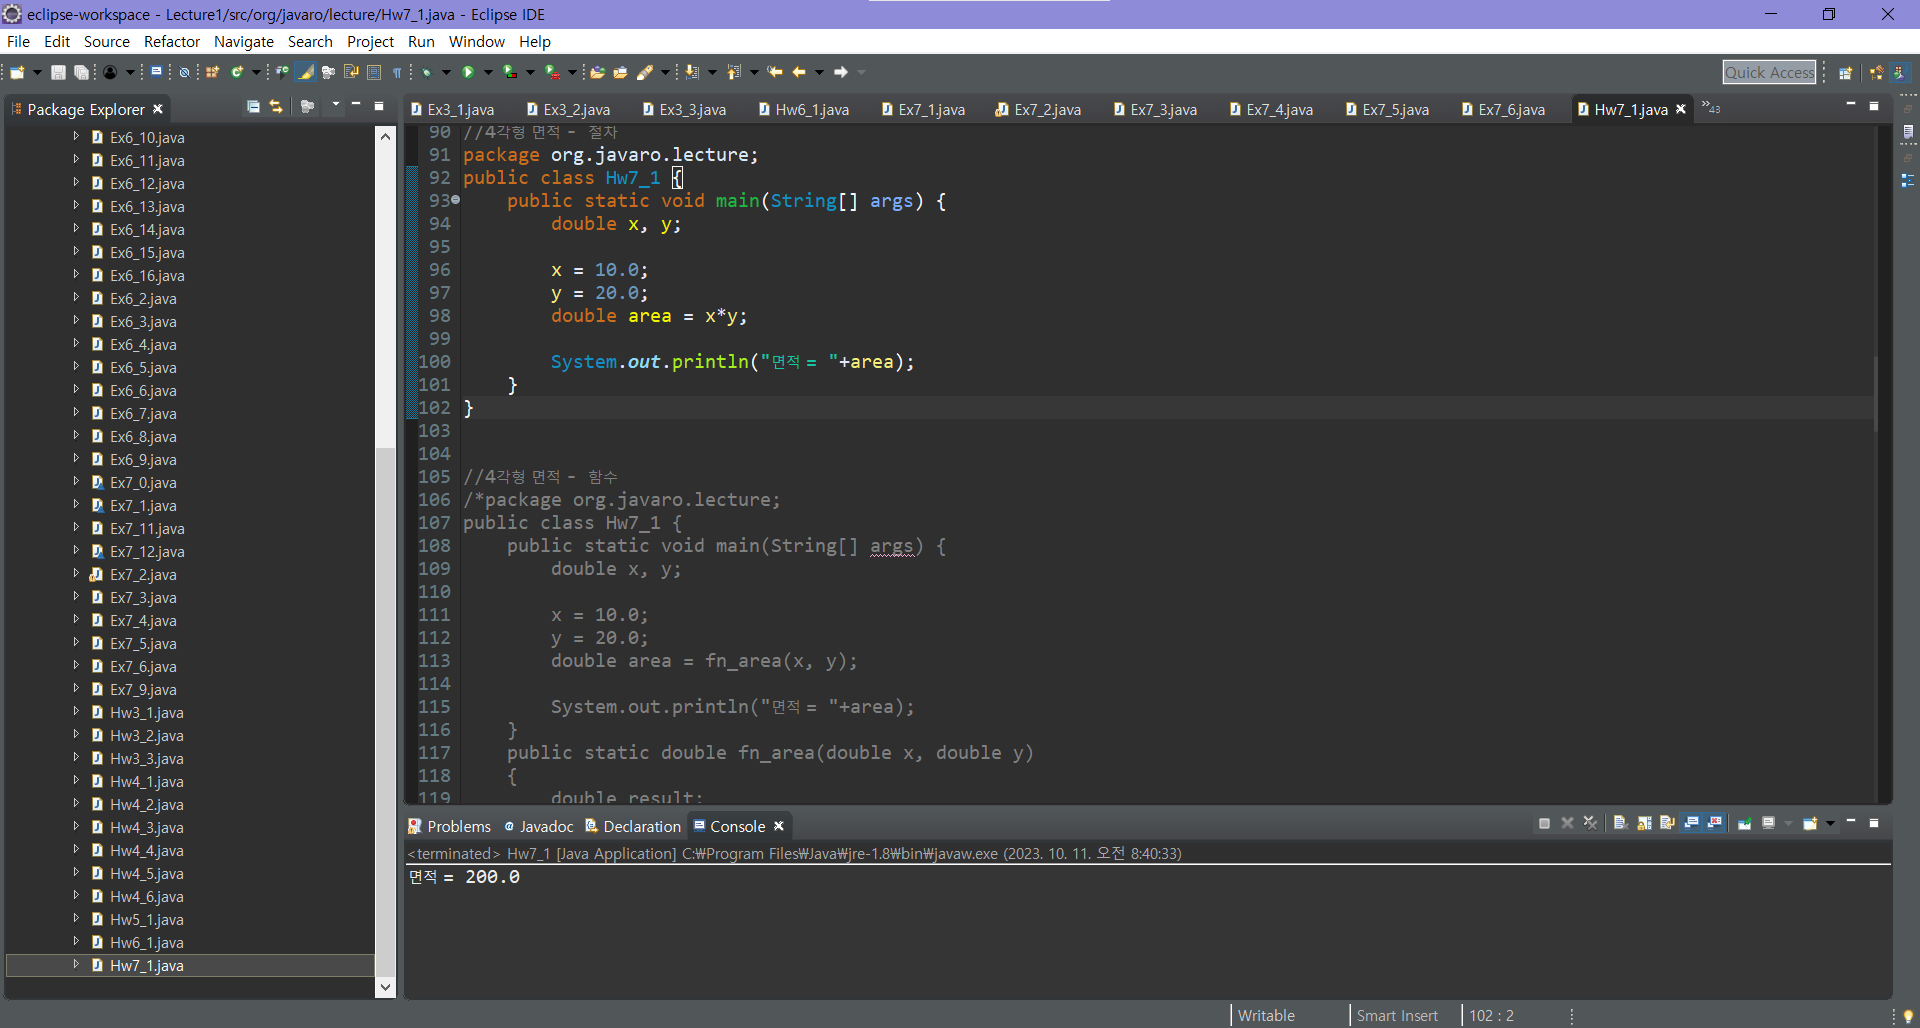 eclipse-workspace - Lecture1/src/org/javaro/lecture/Hw7_1.java - Eclipse IDE
File Edit Source Refactor Navigate Search Project Run Window Help
Quick Access
Package Explorer
Ex6_10.java
Ex6_11.java
Ex6_12.java
Ex6_13.java
Ex6_14.java
Ex6_15.java
Ex6_16.java
Ex6_2.java
Ex6_3.java
Ex6_4.java
Ex6_5.java
Ex6_6.java
Ex6_7.java
Ex6_8.java
Ex6_9.java
Ex7_0.java
Ex7_1.java
Ex7_11.java
Ex7_12.java
Ex7_2.java
Ex7_3.java
Ex7_4.java
Ex7_5.java
Ex7_6.java
Ex7_9.java
Hw3_1.java
Hw3_2.java
Hw3_3.java
Hw4_1.java
Hw4_2.java
Hw4_3.java
Hw4_4.java
Hw4_5.java
Hw4_6.java
Hw5_1.java
Hw6_1.java
Hw7_1.java
Ex3_1.java Ex3_2.java Ex3_3.java Hw6_1.java Ex7_1.java Ex7_2.java Ex7_3.java Ex7_4.java Ex7_5.java Ex7_6.java Hw7_1.java »43
90 //4각형 면적 - 절차
91 package org.javaro.lecture;
92 public class Hw7_1 {
93 public static void main(String[] args) {
94 double x, y;
95
96 x = 10.0;
97 y = 20.0;
98 double area = x*y;
99
100 System.out.println("면적 = "+area);
101 }
102 }
103
104
105 //4각형 면적 - 함수
106 /*package org.javaro.lecture;
107 public class Hw7_1 {
108 public static void main(String[] args) {
109 double x, y;
110
111 x = 10.0;
112 y = 20.0;
113 double area = fn_area(x, y);
114
115 System.out.println("면적 = "+area);
116 }
117 public static double fn_area(double x, double y)
118 {
119 double result;
Problems Javadoc Declaration Console
<terminated> Hw7_1 [Java Application] C:₩Program Files₩Java₩jre-1.8₩bin₩javaw.exe (2023. 10. 11. 오전 8:40:33)
면적 = 200.0
Writable Smart Insert 102 : 2